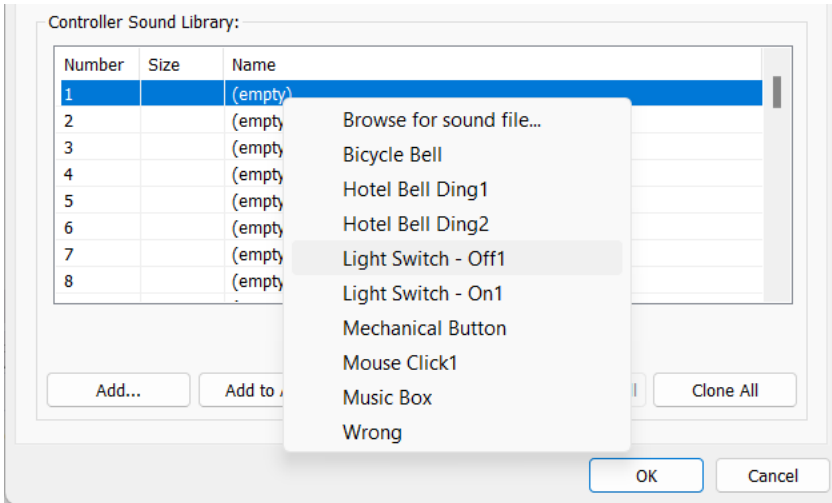 Controller Sound Library:
Number Size Name
1 (empty)
2 (empty
3 (empty
4 (empty
5 (empty
6 (empty
7 (empty
8 (empty
Browse for sound file...
Bicycle Bell
Hotel Bell Ding1
Hotel Bell Ding2
Light Switch - Off1
Light Switch - On1
Mechanical Button
Mouse Click1
Music Box
Wrong
Add... Add to Clone All
OK Cancel